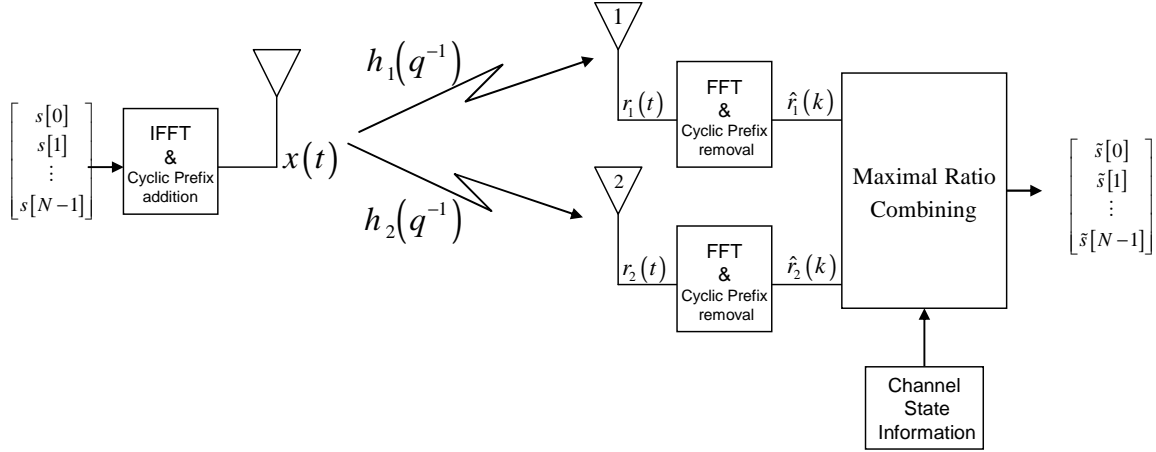 s[0]
s[1]
⋮
s[N−1]
IFFT
&
Cyclic Prefix
addition
x(t)
h₁(q⁻¹)
h₂(q⁻¹)
1
r₁(t)
FFT
&
Cyclic Prefix
removal
r̂₁(k)
2
r₂(t)
FFT
&
Cyclic Prefix
removal
r̂₂(k)
Maximal Ratio
Combining
Channel
State
Information
s̃[0]
s̃[1]
⋮
s̃[N−1]